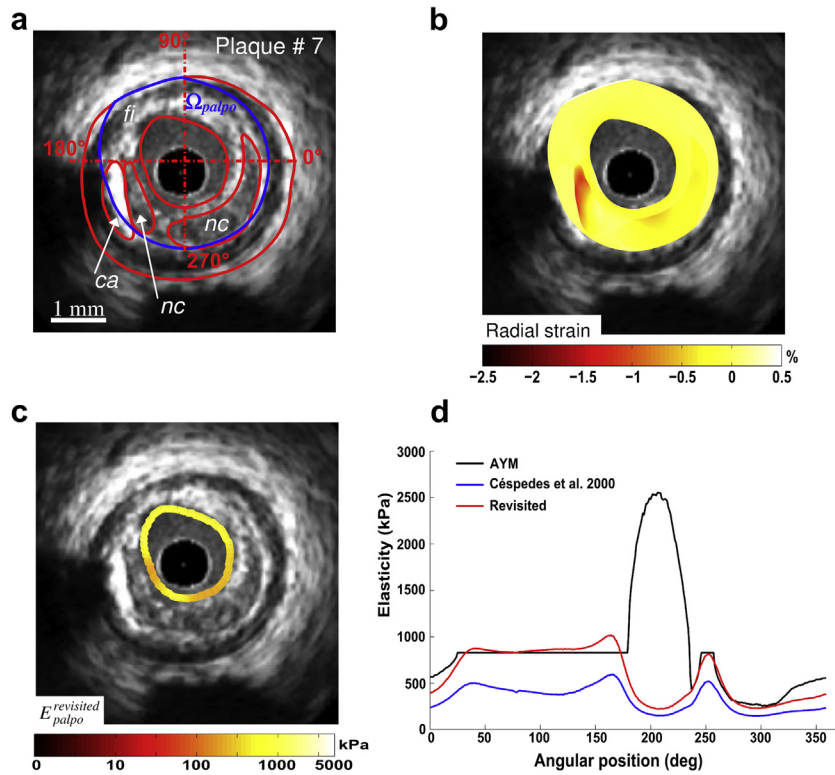 a
Plaque # 7
90°
Ωpalpo
fi
180°
0°
nc
270°
ca
nc
1 mm
b
Radial strain
%
−2.5 −2 −1.5 −1 −0.5 0 0.5
c
E revisited palpo
kPa
0 10 100 1000 5000
d
AYM
Céspedes et al. 2000
Revisited
Elasticity (kPa)
3000
2500
2000
1500
1000
500
0
0 50 100 150 200 250 300 350
Angular position (deg)